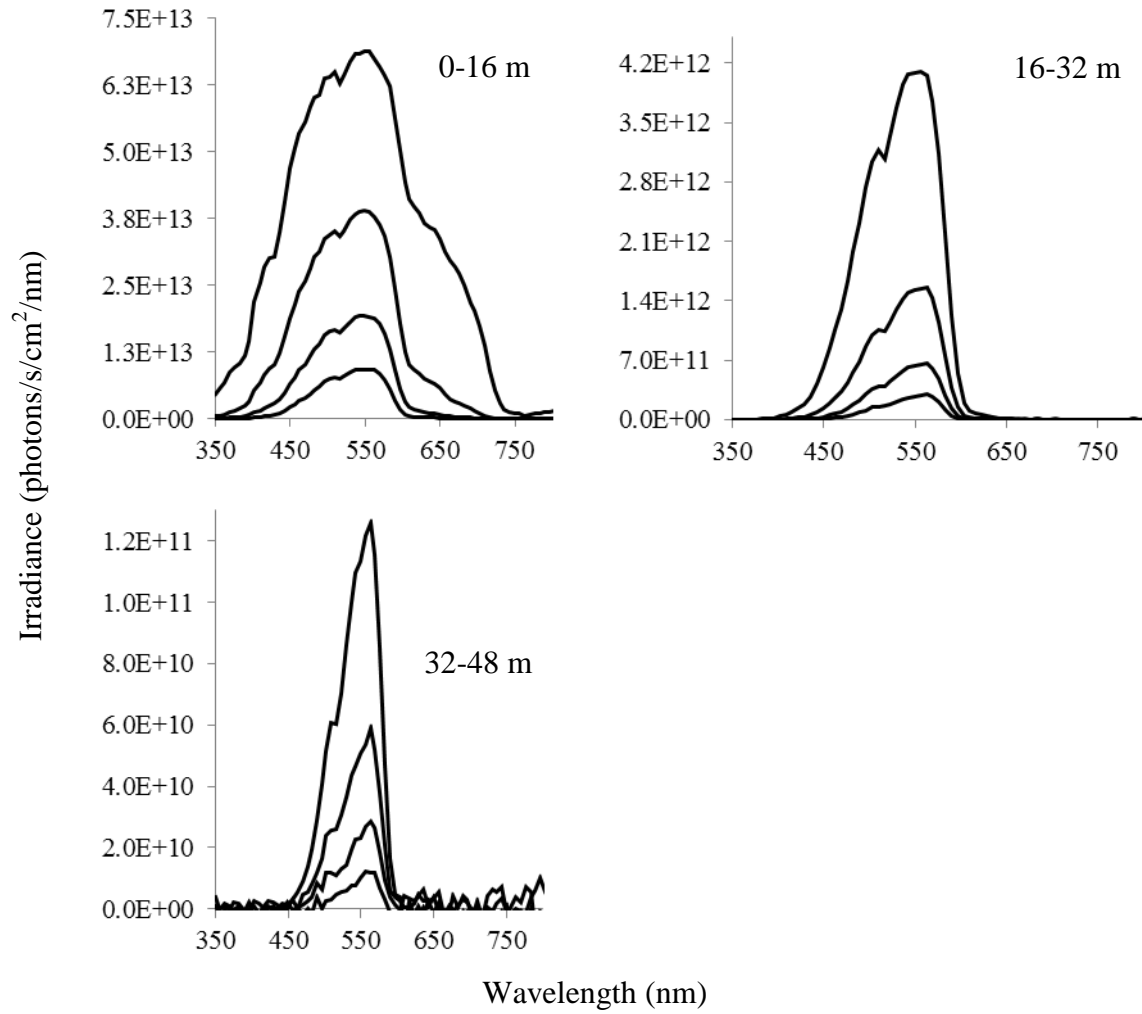 7.5E+13
6.3E+13
5.0E+13
3.8E+13
2.5E+13
1.3E+13
0.0E+00
350 450 550 650 750
0-16 m
4.2E+12
3.5E+12
2.8E+12
2.1E+12
1.4E+12
7.0E+11
0.0E+00
350 450 550 650 750
16-32 m
Irradiance (photons/s/cm²/nm)
1.2E+11
1.0E+11
8.0E+10
6.0E+10
4.0E+10
2.0E+10
0.0E+00
350 450 550 650 750
32-48 m
Wavelength (nm)